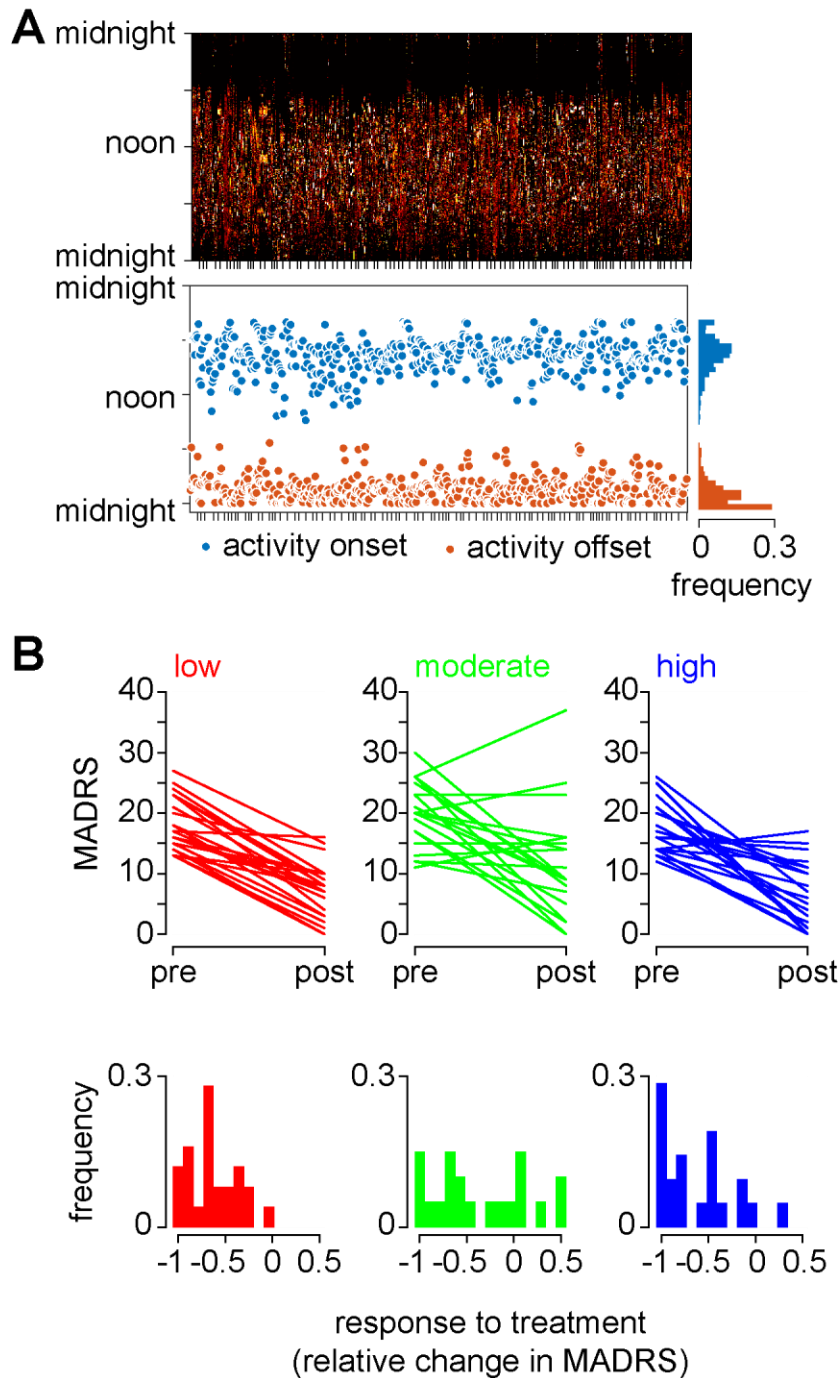 A
midnight
noon
midnight
midnight
noon
midnight
activity onset
activity offset
0 0.3
frequency
B
low
moderate
high
40
30
20
10
0
MADRS
pre post
40
30
20
10
0
pre post
40
30
20
10
0
pre post
0.3
0
frequency
-1 -0.5 0 0.5
0.3
0
-1 -0.5 0 0.5
0.3
0
-1 -0.5 0 0.5
response to treatment
(relative change in MADRS)